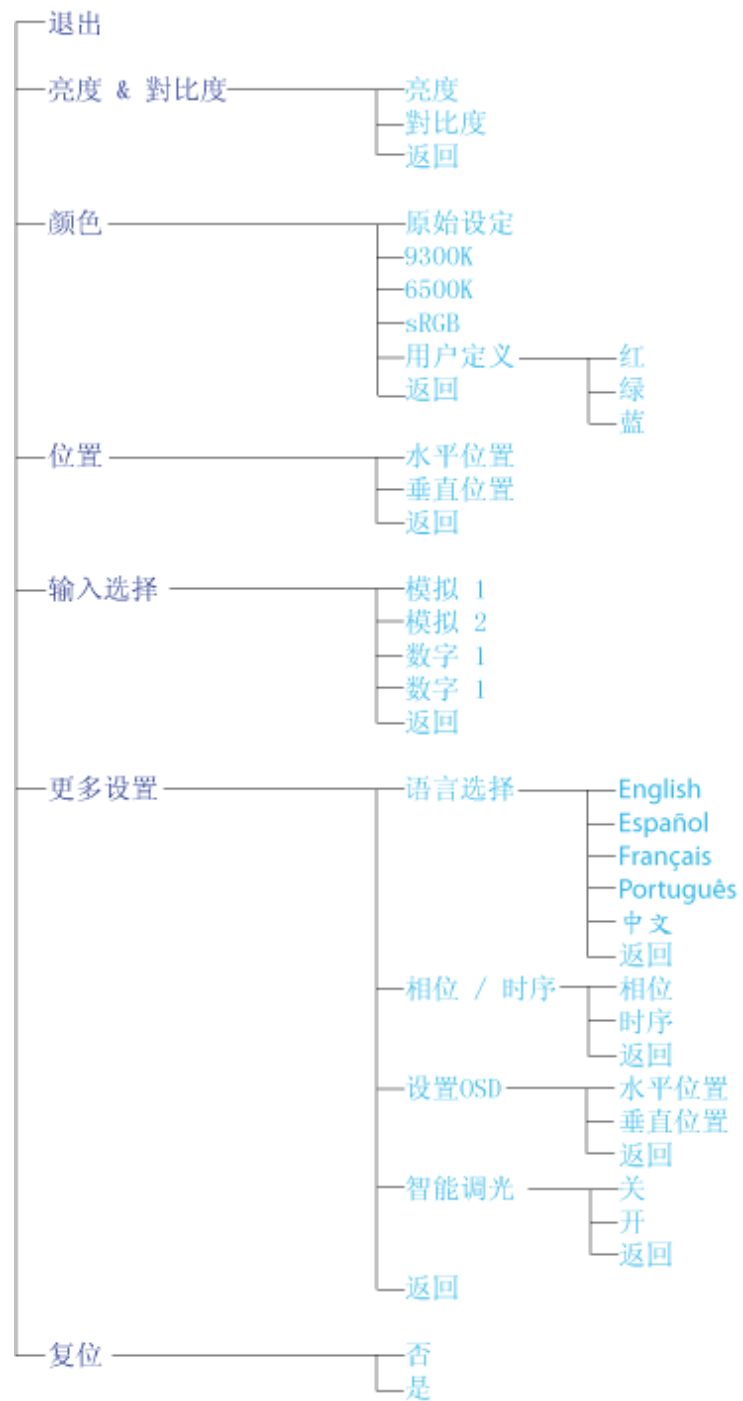 退出
亮度 & 對比度 亮度
對比度
返回
颜色 原始设定
9300K
6500K
sRGB
用户定义 红
返回 绿
蓝
位置 水平位置
垂直位置
返回
输入选择 模拟 1
模拟 2
数字 1
数字 1
返回
更多设置 语言选择 English
Español
Français
Português
中文
返回
相位 / 时序 相位
时序
返回
设置OSD 水平位置
垂直位置
返回
智能调光 关
开
返回
返回
复位 否
是